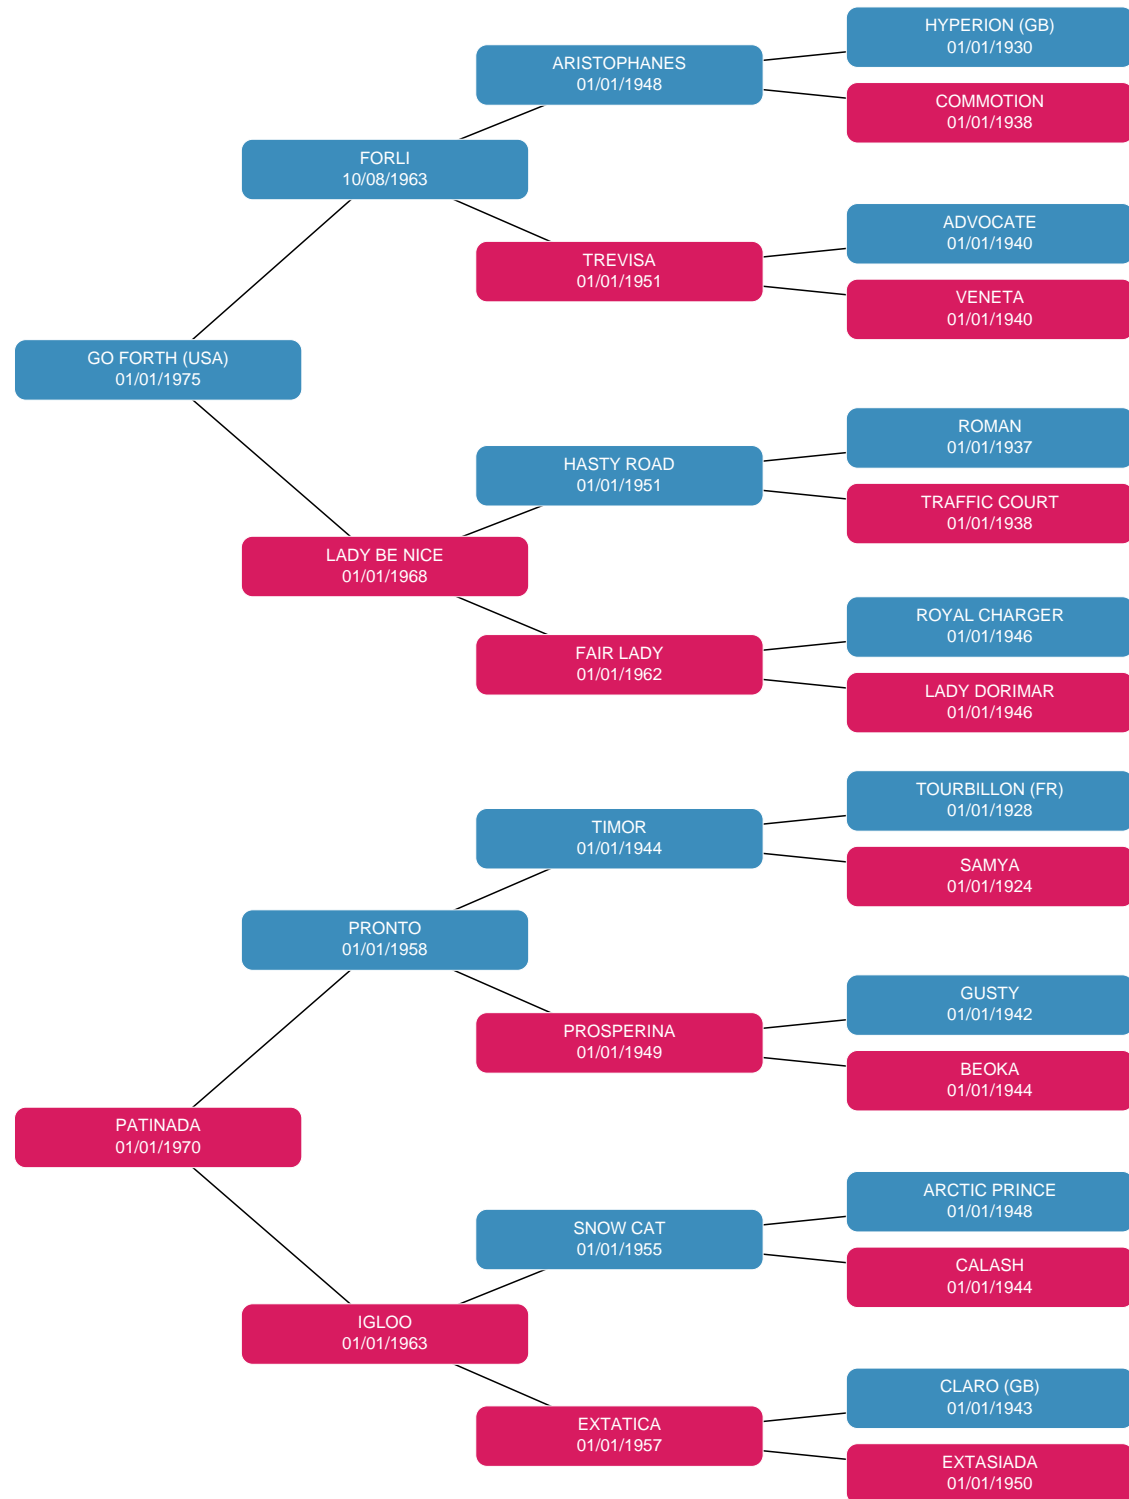 HYPERION (GB)
01/01/1930
ARISTOPHANES
01/01/1948
COMMOTION
01/01/1938
FORLI
10/08/1963
ADVOCATE
01/01/1940
TREVISA
01/01/1951
VENETA
01/01/1940
GO FORTH (USA)
01/01/1975
ROMAN
01/01/1937
HASTY ROAD
01/01/1951
TRAFFIC COURT
01/01/1938
LADY BE NICE
01/01/1968
ROYAL CHARGER
01/01/1946
FAIR LADY
01/01/1962
LADY DORIMAR
01/01/1946
TOURBILLON (FR)
01/01/1928
TIMOR
01/01/1944
SAMYA
01/01/1924
PRONTO
01/01/1958
GUSTY
01/01/1942
PROSPERINA
01/01/1949
BEOKA
01/01/1944
PATINADA
01/01/1970
ARCTIC PRINCE
01/01/1948
SNOW CAT
01/01/1955
CALASH
01/01/1944
IGLOO
01/01/1963
CLARO (GB)
01/01/1943
EXTATICA
01/01/1957
EXTASIADA
01/01/1950